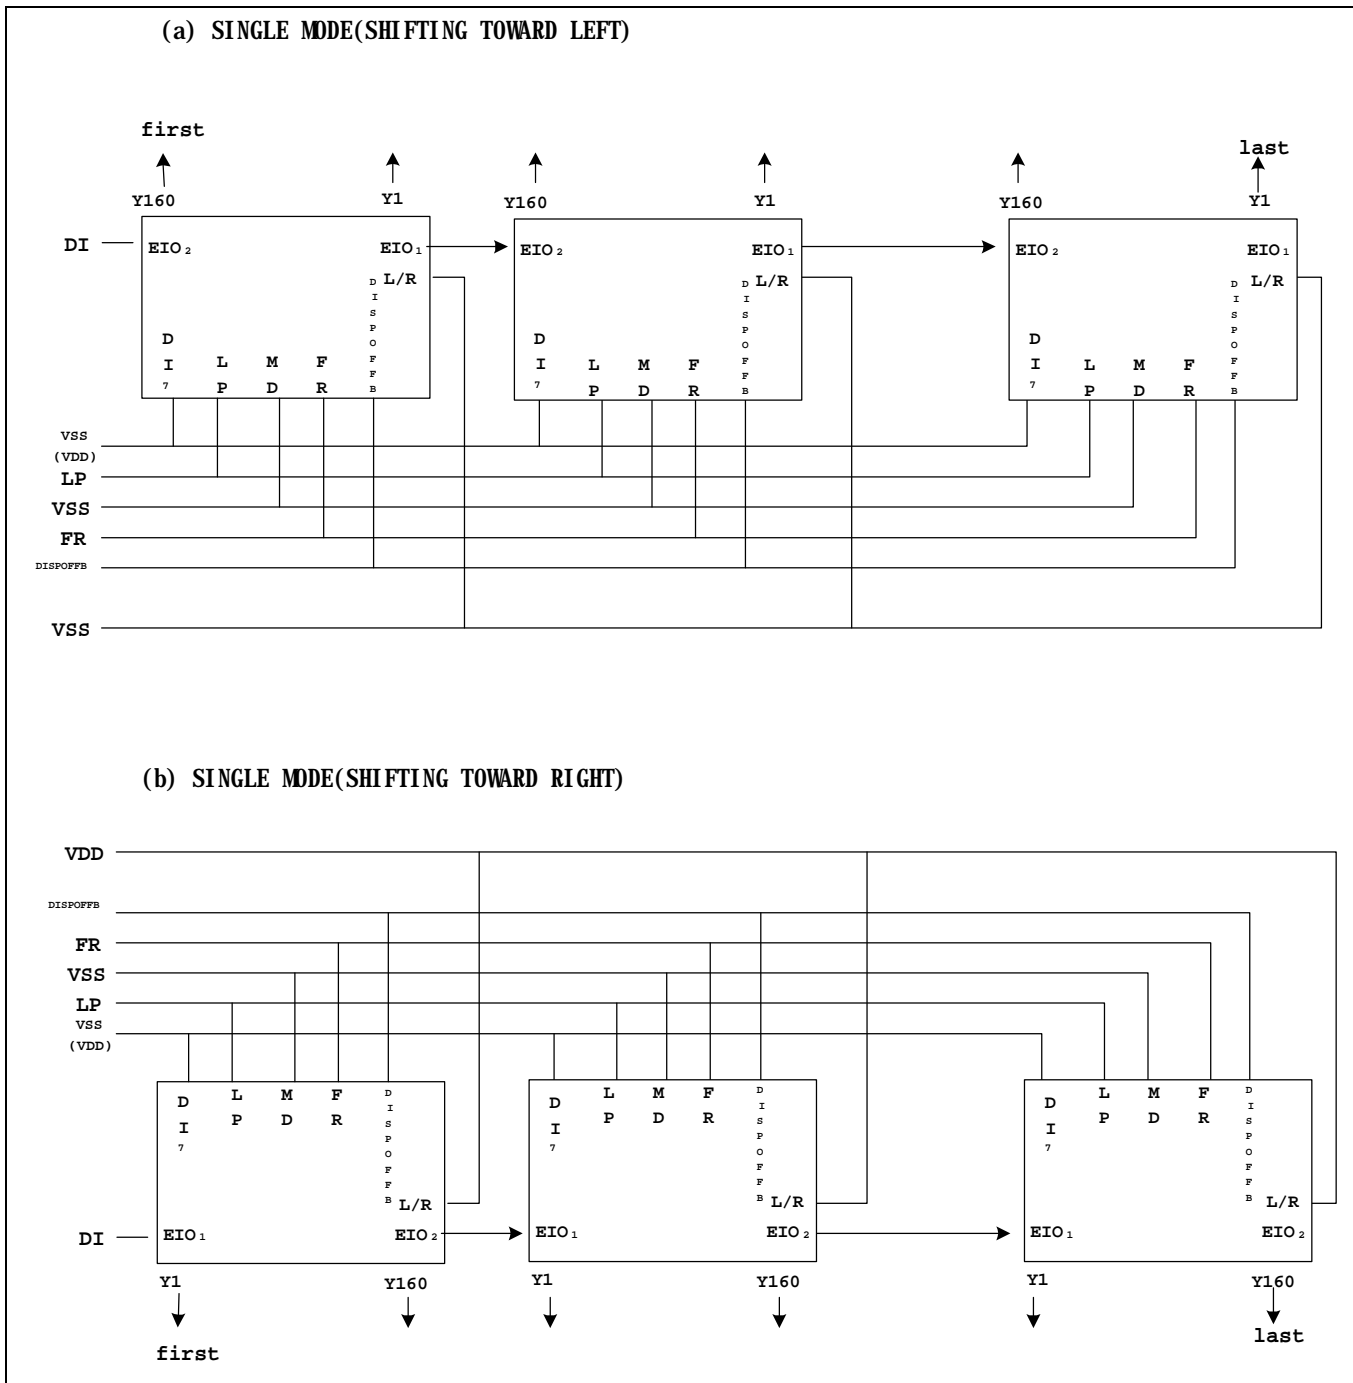 (a) SINGLE MODE(SHIFTING TOWARD LEFT)
first
last
Y160 Y1 Y160 Y1 Y160 Y1
DI EIO2 EIO1 EIO2 EIO1 EIO2 EIO1
L/R L/R L/R
DI7 LP MD FR DISPOFFB DI7 LP MD FR DISPOFFB DI7 LP MD FR DISPOFFB
VSS
(VDD)
LP
VSS
FR
DISPOFFB
VSS
(b) SINGLE MODE(SHIFTING TOWARD RIGHT)
VDD
DISPOFFB
FR
VSS
LP
VSS
(VDD)
DI7 LP MD FR DISPOFFB DI7 LP MD FR DISPOFFB DI7 LP MD FR DISPOFFB
L/R L/R L/R
DI EIO1 EIO2 EIO1 EIO2 EIO1 EIO2
Y1 Y160 Y1 Y160 Y1 Y160
first
last